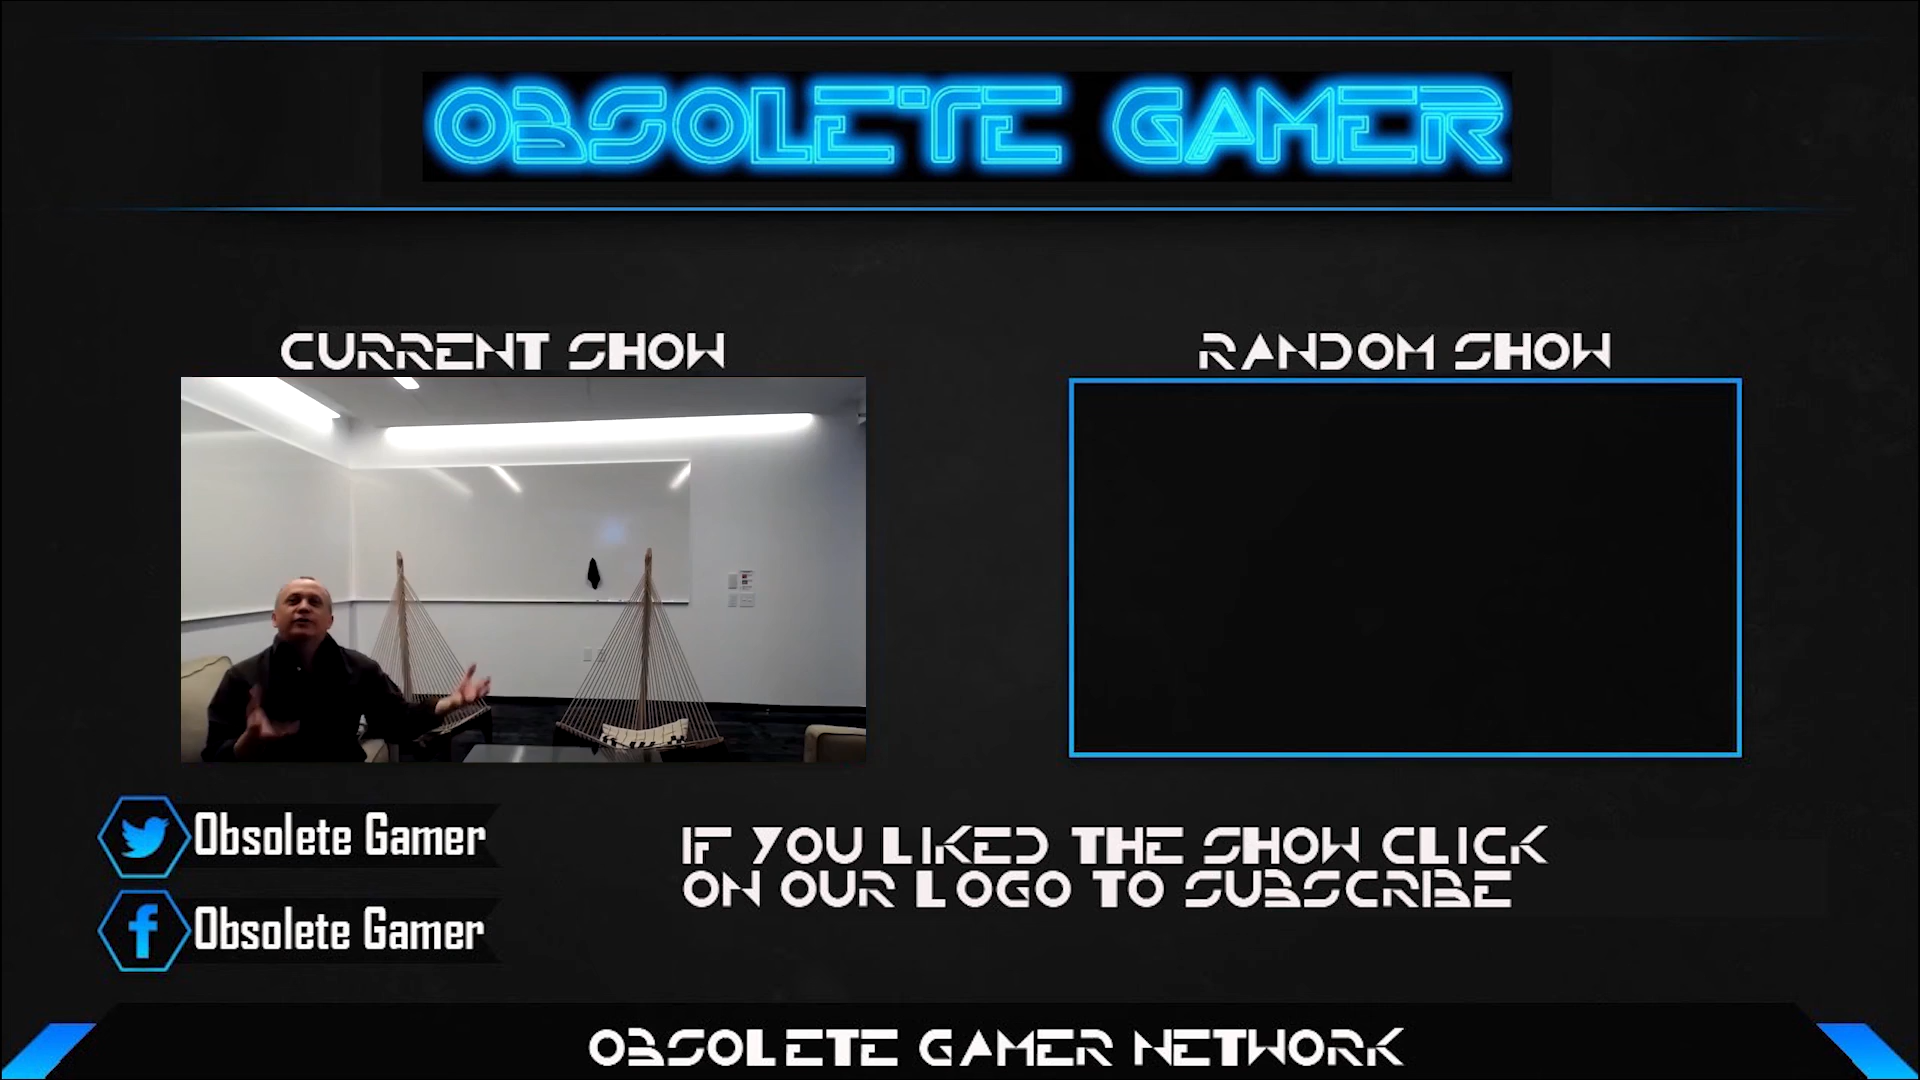 OBSOLETE GAMER
CURRENT SHOW
RANDOM SHOW
Obsolete Gamer
Obsolete Gamer
IF YOU LIKED THE SHOW CLICK
ON OUR LOGO TO SUBSCRIBE
OBSOLETE GAMER NETWORK